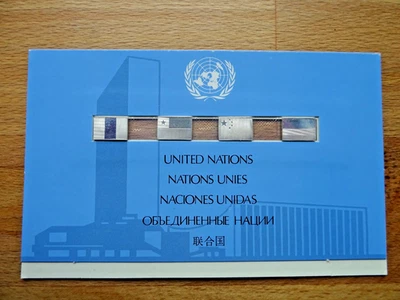 UNITED NATIONS
NATIONS UNIES
NACIONES UNIDAS
ОБЪЕДИНЕННЫЕ НАЦИИ
联合国